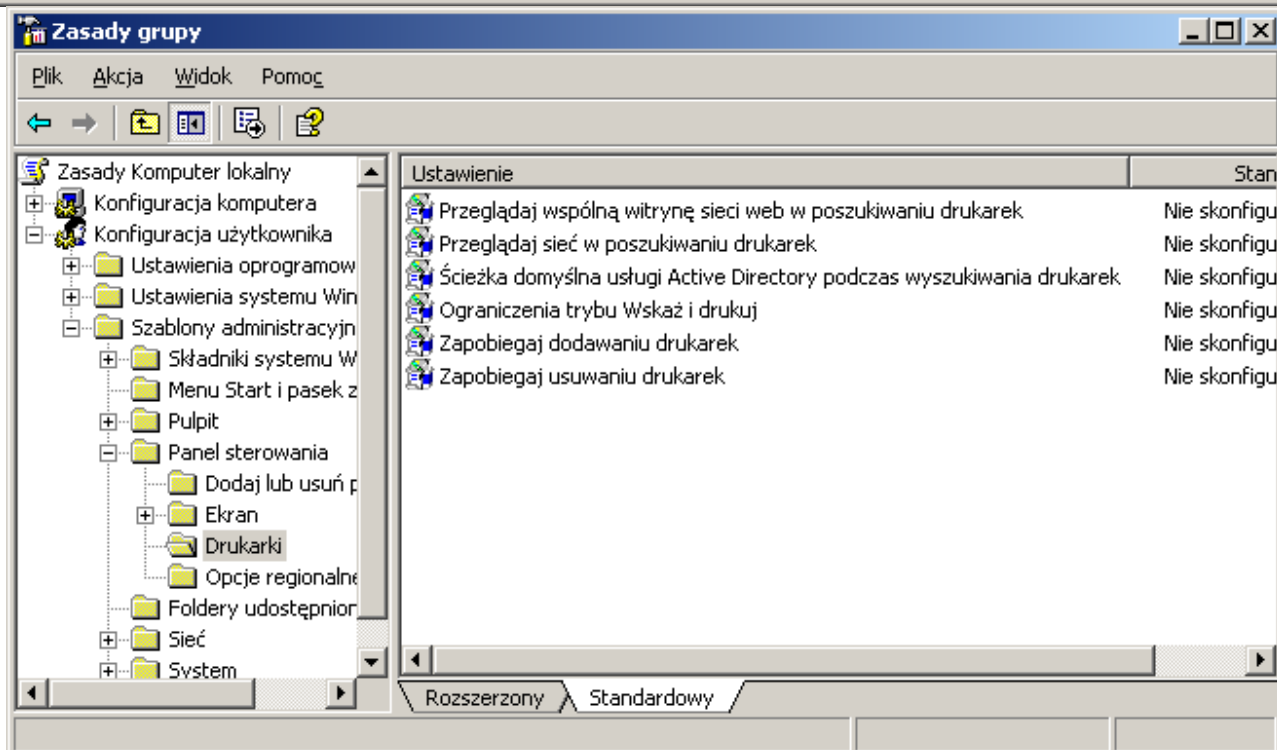 Zasady grupy
Plik Akcja Widok Pomoc
Zasady Komputer lokalny
Konfiguracja komputera
Konfiguracja użytkownika
Ustawienia oprogramow
Ustawienia systemu Win
Szablony administracyjn
Składniki systemu W
Menu Start i pasek z
Pulpit
Panel sterowania
Dodaj lub usuń p
Ekran
Drukarki
Opcje regionalne
Foldery udostępnion
Sieć
System
Ustawienie Stan
Przeglądaj wspólną witrynę sieci web w poszukiwaniu drukarek Nie skonfigu
Przeglądaj sieć w poszukiwaniu drukarek Nie skonfigu
Ścieżka domyślna usługi Active Directory podczas wyszukiwania drukarek Nie skonfigu
Ograniczenia trybu Wskaż i drukuj Nie skonfigu
Zapobiegaj dodawaniu drukarek Nie skonfigu
Zapobiegaj usuwaniu drukarek Nie skonfigu
Rozszerzony Standardowy